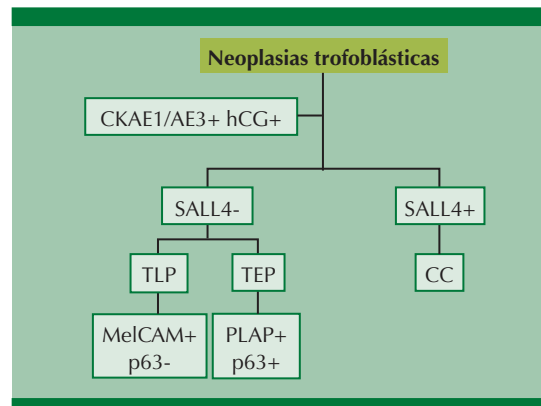 Neoplasias trofoblásticas
CKAE1/AE3+ hCG+
SALL4-
SALL4+
TLP
TEP
CC
MelCAM+
p63-
PLAP+
p63+